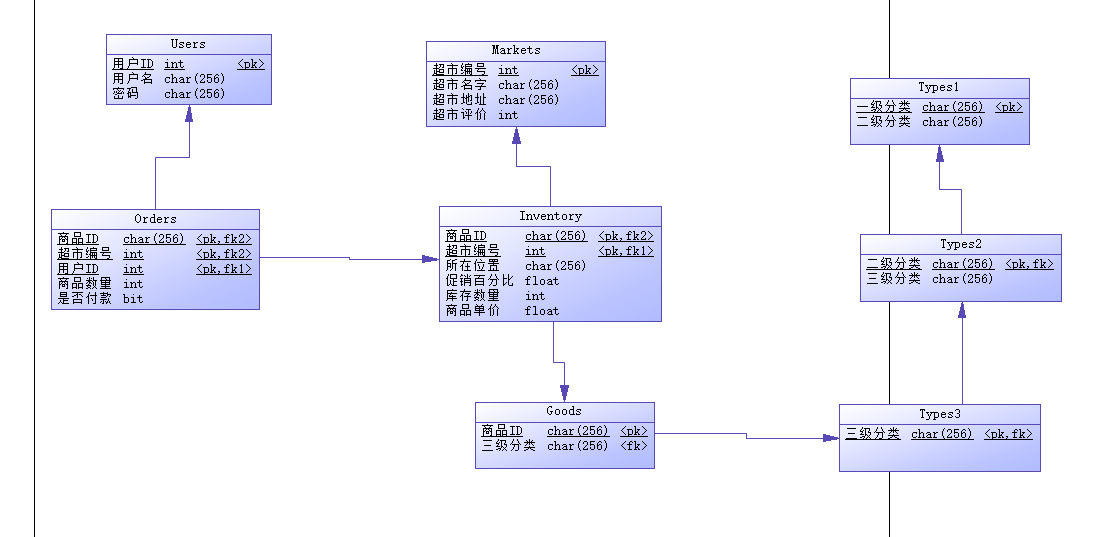 Users
用户ID int <pk>
用户名 char(256)
密码 char(256)
Markets
超市编号 int <pk>
超市名字 char(256)
超市地址 char(256)
超市评价 int
Types1
一级分类 char(256) <pk>
二级分类 char(256)
Orders
商品ID char(256) <pk,fk2>
超市编号 int <pk,fk2>
用户ID int <pk,fk1>
商品数量 int
是否付款 bit
Inventory
商品ID char(256) <pk,fk2>
超市编号 int <pk,fk1>
所在位置 char(256)
促销百分比 float
库存数量 int
商品单价 float
Types2
二级分类 char(256) <pk,fk>
三级分类 char(256)
Goods
商品ID char(256) <pk>
三级分类 char(256) <fk>
Types3
三级分类 char(256) <pk,fk>